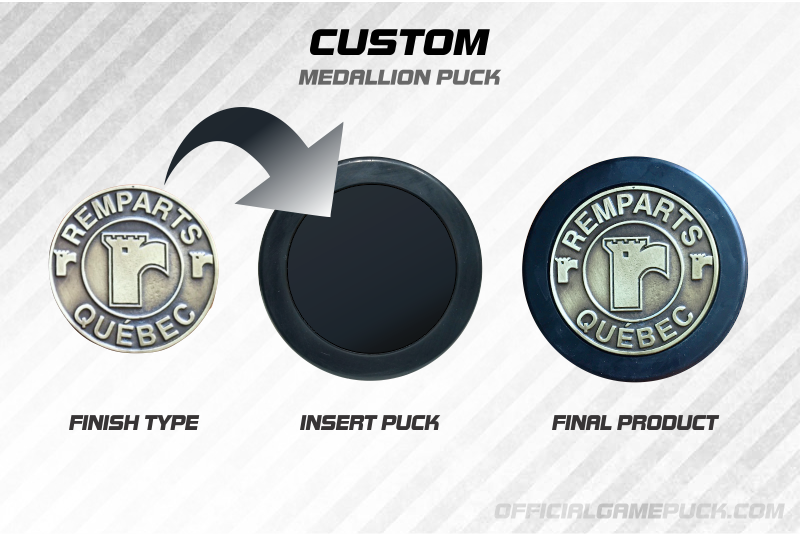 CUSTOM
MEDALLION PUCK
REMPARTS
QUÉBEC
REMPARTS
QUÉBEC
FINISH TYPE
INSERT PUCK
FINAL PRODUCT
OFFICIALGAMEPUCK.COM